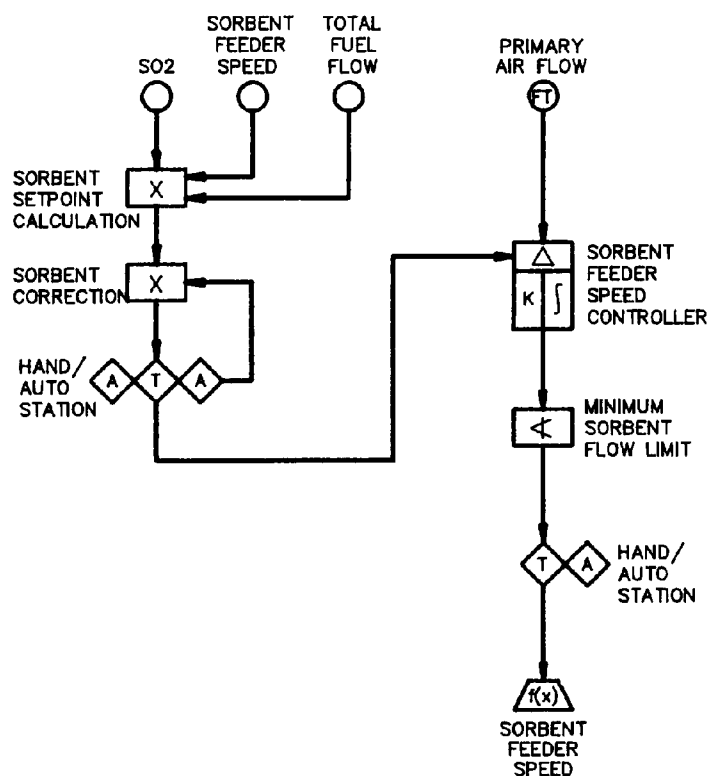 SO2
SORBENT
FEEDER
SPEED
TOTAL
FUEL
FLOW
PRIMARY
AIR FLOW
FT
SORBENT
SETPOINT
CALCULATION
X
SORBENT
CORRECTION
X
HAND/
AUTO
STATION
A
T
A
Δ
K
∫
SORBENT
FEEDER
SPEED
CONTROLLER
MINIMUM
SORBENT
FLOW LIMIT
T
A
HAND/
AUTO
STATION
f(x)
SORBENT
FEEDER
SPEED